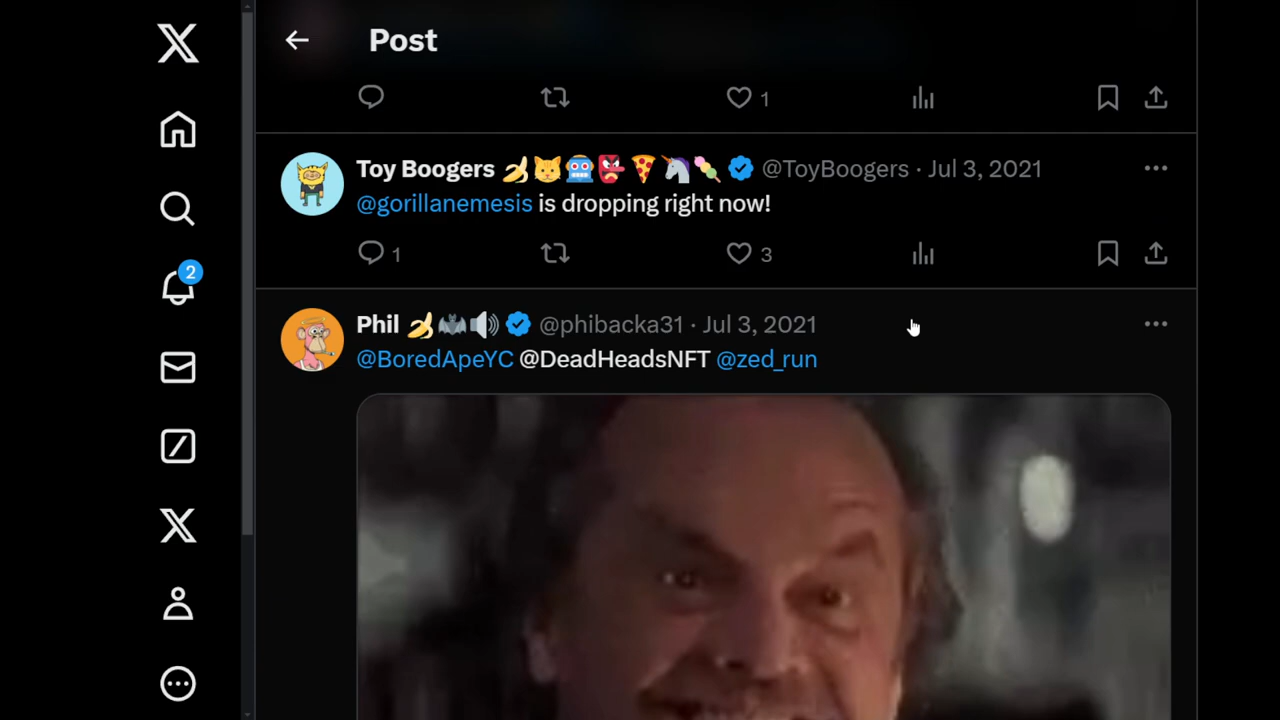 Post
1
Toy Boogers 🍌🐱🤖👺🍕🦄🍡 @ToyBoogers · Jul 3, 2021
@gorillanemesis is dropping right now!
1 3
2
Phil 🍌🦇🔊 @phibacka31 · Jul 3, 2021
@BoredApeYC @DeadHeadsNFT @zed_run